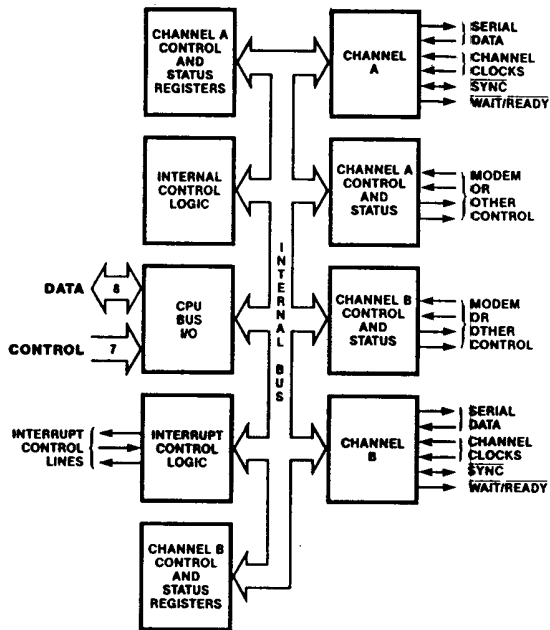 CHANNEL A
CONTROL
AND
STATUS
REGISTERS
CHANNEL
A
SERIAL
DATA
CHANNEL
CLOCKS
SYNC
WAIT/READY
INTERNAL
CONTROL
LOGIC
CHANNEL A
CONTROL
AND
STATUS
MODEM
OR
OTHER
CONTROL
INTERNAL BUS
DATA
8
CONTROL
7
CPU
BUS
I/O
CHANNEL B
CONTROL
AND
STATUS
MODEM
OR
OTHER
CONTROL
INTERRUPT
CONTROL
LINES
INTERRUPT
CONTROL
LOGIC
CHANNEL
B
SERIAL
DATA
CHANNEL
CLOCKS
SYNC
WAIT/READY
CHANNEL B
CONTROL
AND
STATUS
REGISTERS